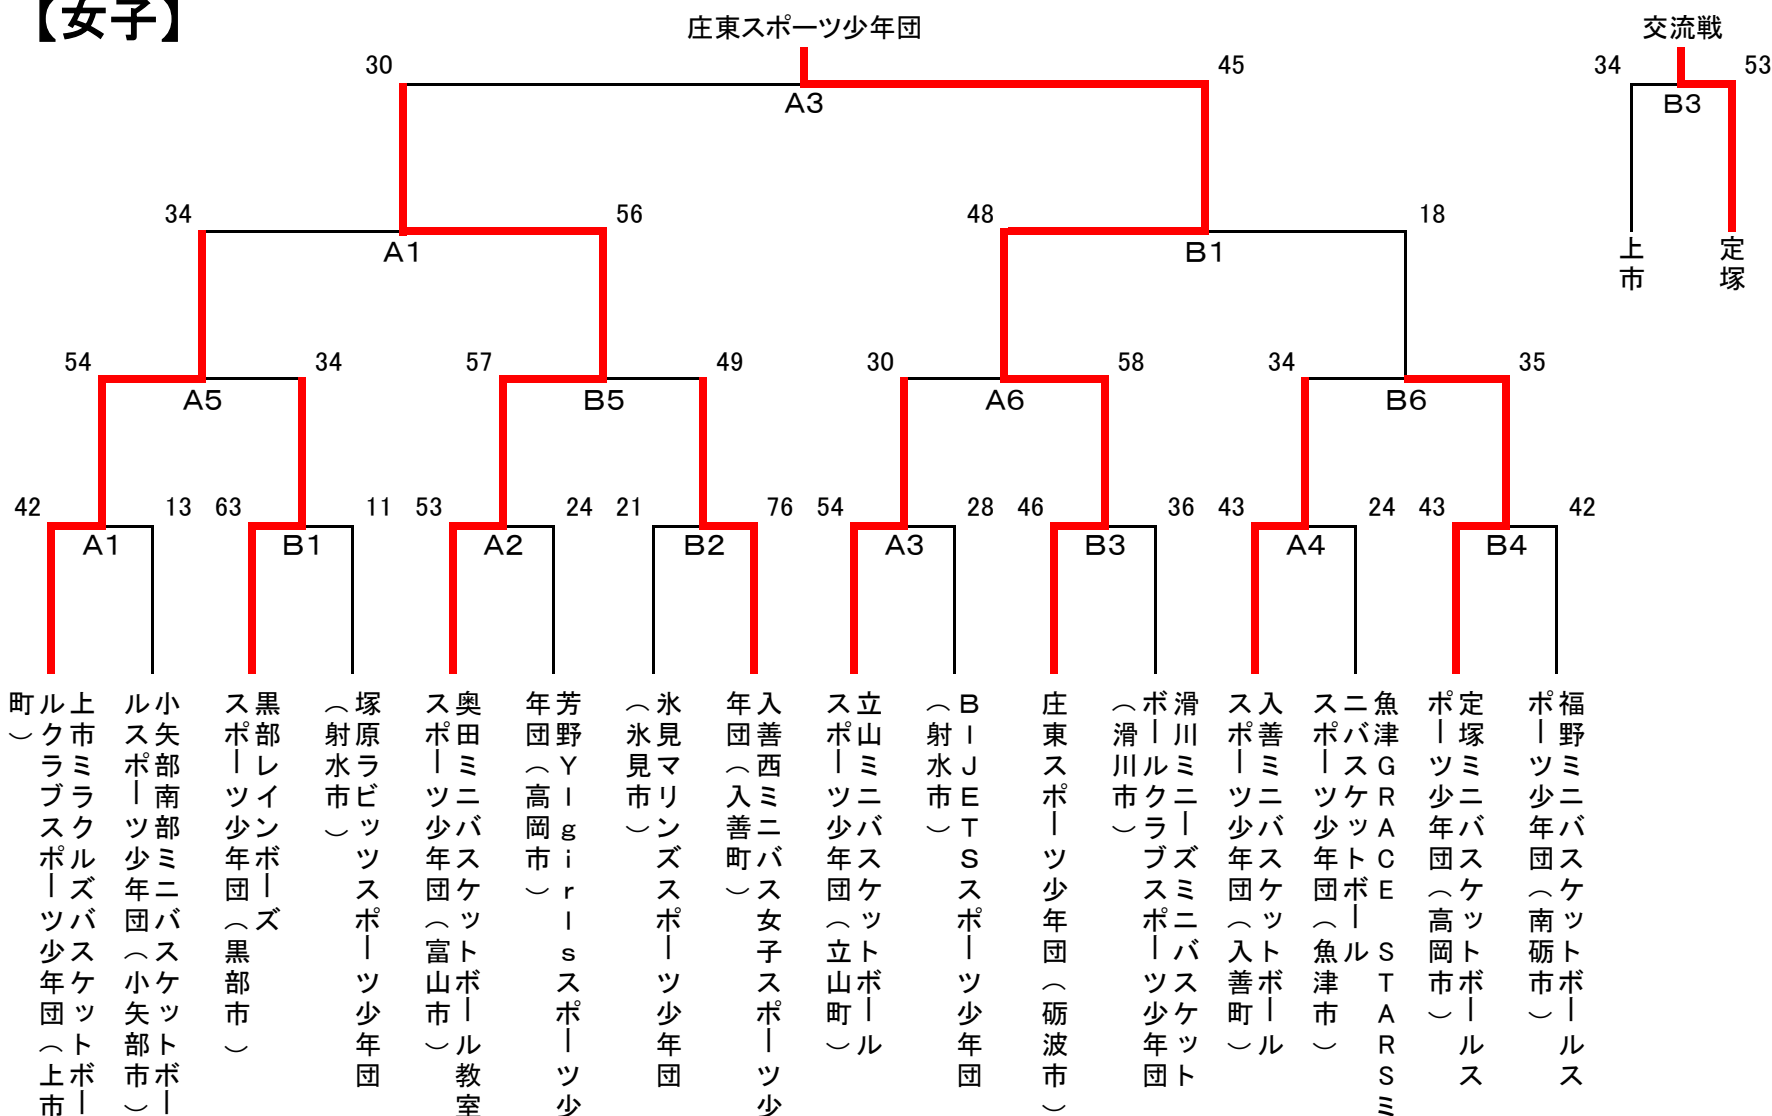 【女子】
庄東スポーツ少年団
交流戦
30
45
34
53
A3
B3
34
56
48
18
A1
B1
上市
定塚
54
34
57
49
30
58
34
35
A5
B5
A6
B6
42
13
63
11
53
24
21
76
54
28
46
36
43
24
43
42
A1
B1
A2
B2
A3
B3
A4
B4
上市ミラクルズバスケットボー
ルクラブスポーツ少年団（上市
町）
小矢部南部ミニバスケットボー
ルスポーツ少年団（小矢部市）
黒部レインボーズ
スポーツ少年団（黒部市）
塚原ラビッツスポーツ少年団
（射水市）
奥田ミニバスケットボール教室
スポーツ少年団（富山市）
芳野YIgirlsスポーツ少
年団（高岡市）
氷見マリンズスポーツ少年団
（氷見市）
入善西ミニバス女子スポーツ少
年団（入善町）
立山ミニバスケットボール
スポーツ少年団（立山町）
BIJETSスポーツ少年団
（射水市）
庄東スポーツ少年団（砺波市）
滑川ミニーズミニバスケット
ボールクラブスポーツ少年団
（滑川市）
入善ミニバスケットボール
スポーツ少年団（入善町）
魚津GRACE STARSミ
ニバスケットボール
スポーツ少年団（魚津市）
定塚ミニバスケットボールス
ポーツ少年団（高岡市）
福野ミニバスケットボールス
ポーツ少年団（南砺市）